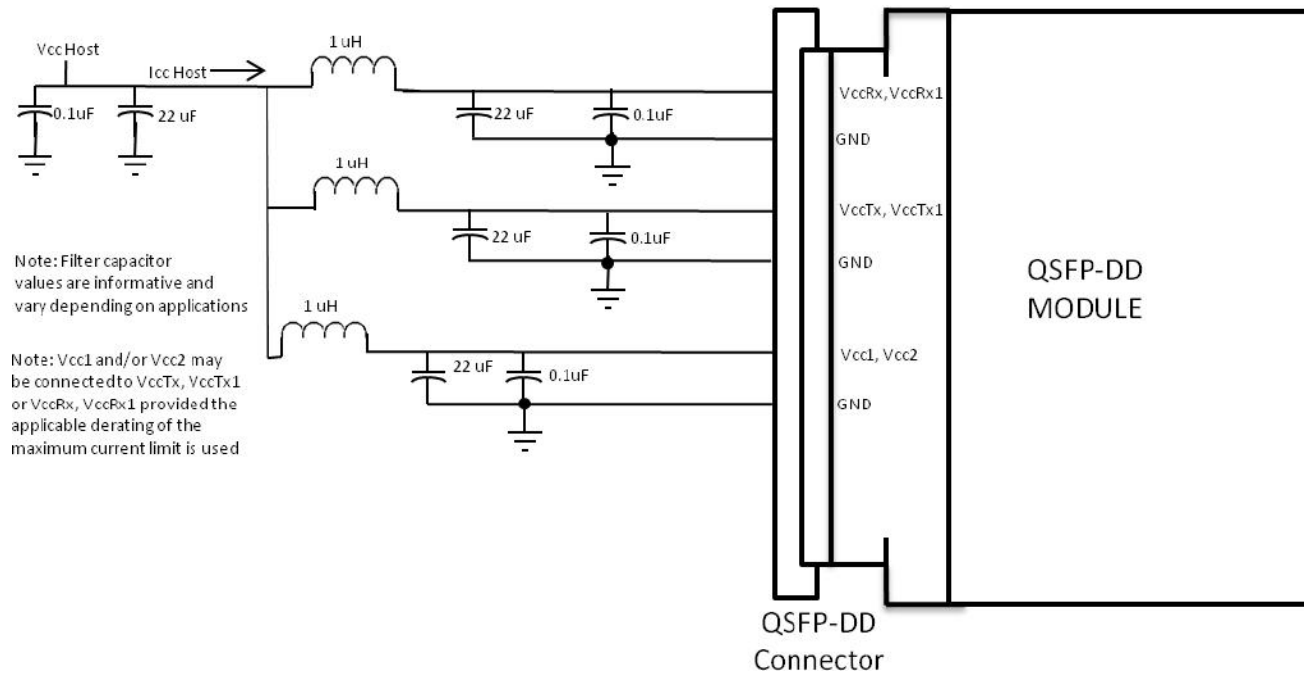 1 uH
Vcc Host
Icc Host
0.1uF
22 uF
22 uF
0.1uF
VccRx, VccRx1
GND
1 uH
VccTx, VccTx1
22 uF
0.1uF
GND
Note: Filter capacitor
values are informative and
vary depending on applications
QSFP-DD
MODULE
1 uH
Note: Vcc1 and/or Vcc2 may
be connected to VccTx, VccTx1
or VccRx, VccRx1 provided the
applicable derating of the
maximum current limit is used
22 uF
0.1uF
Vcc1, Vcc2
GND
QSFP-DD
Connector